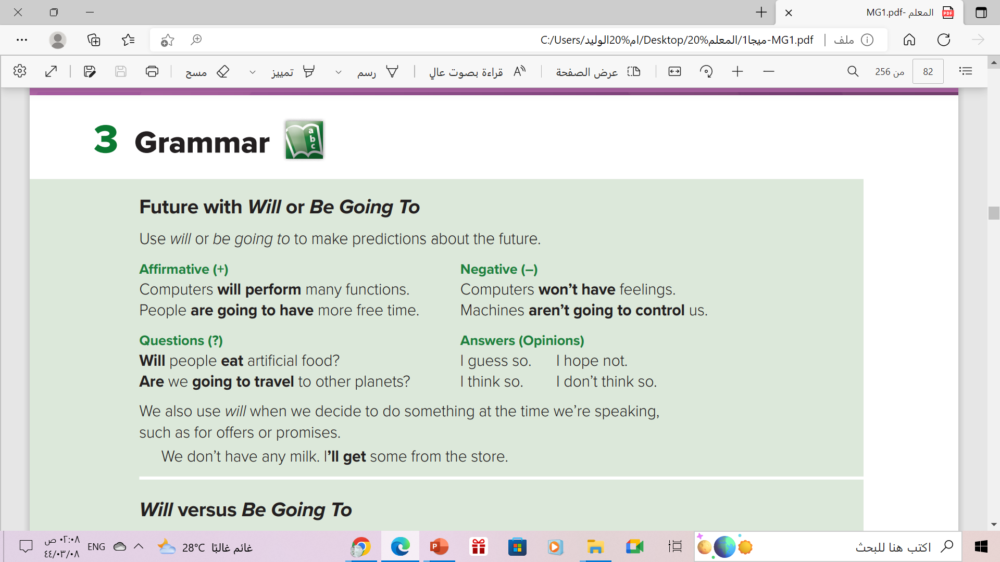 المعلم -MG1.pdf
C:/Users/ام%20الوليد/Desktop/المعلم%20/ميجا1-MG1.pdf
ملف
مسح
تمييز
رسم
قراءة بصوت عالٍ
عرض الصفحة
من 256
82
3 Grammar
a
b
c
Future with Will or Be Going To
Use will or be going to to make predictions about the future.
Affirmative (+)
Computers will perform many functions.
People are going to have more free time.
Negative (–)
Computers won’t have feelings.
Machines aren’t going to control us.
Questions (?)
Will people eat artificial food?
Are we going to travel to other planets?
Answers (Opinions)
I guess so. I hope not.
I think so. I don’t think so.
We also use will when we decide to do something at the time we’re speaking,
such as for offers or promises.
We don’t have any milk. I’ll get some from the store.
Will versus Be Going To
٠٢:٠٨ ص
٤٤/٠٣/٠٨
ENG
28°C غائم غالبًا
اكتب هنا للبحث